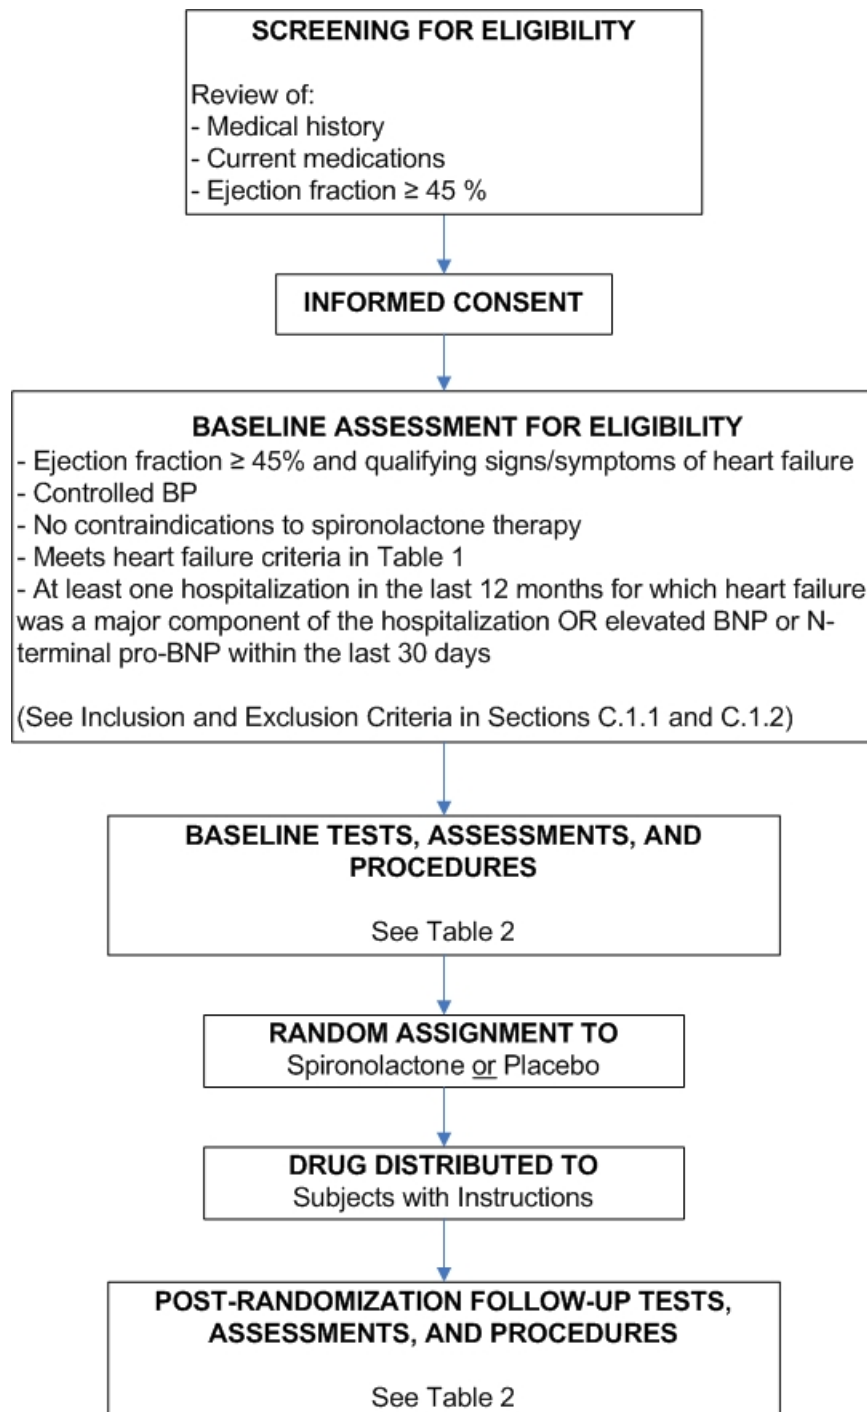 SCREENING FOR ELIGIBILITY
Review of:
- Medical history
- Current medications
- Ejection fraction ≥ 45 %
INFORMED CONSENT
BASELINE ASSESSMENT FOR ELIGIBILITY
- Ejection fraction ≥ 45% and qualifying signs/symptoms of heart failure
- Controlled BP
- No contraindications to spironolactone therapy
- Meets heart failure criteria in Table 1
- At least one hospitalization in the last 12 months for which heart failure
was a major component of the hospitalization OR elevated BNP or N-
terminal pro-BNP within the last 30 days
(See Inclusion and Exclusion Criteria in Sections C.1.1 and C.1.2)
BASELINE TESTS, ASSESSMENTS, AND
PROCEDURES
See Table 2
RANDOM ASSIGNMENT TO
Spironolactone or Placebo
DRUG DISTRIBUTED TO
Subjects with Instructions
POST-RANDOMIZATION FOLLOW-UP TESTS,
ASSESSMENTS, AND PROCEDURES
See Table 2